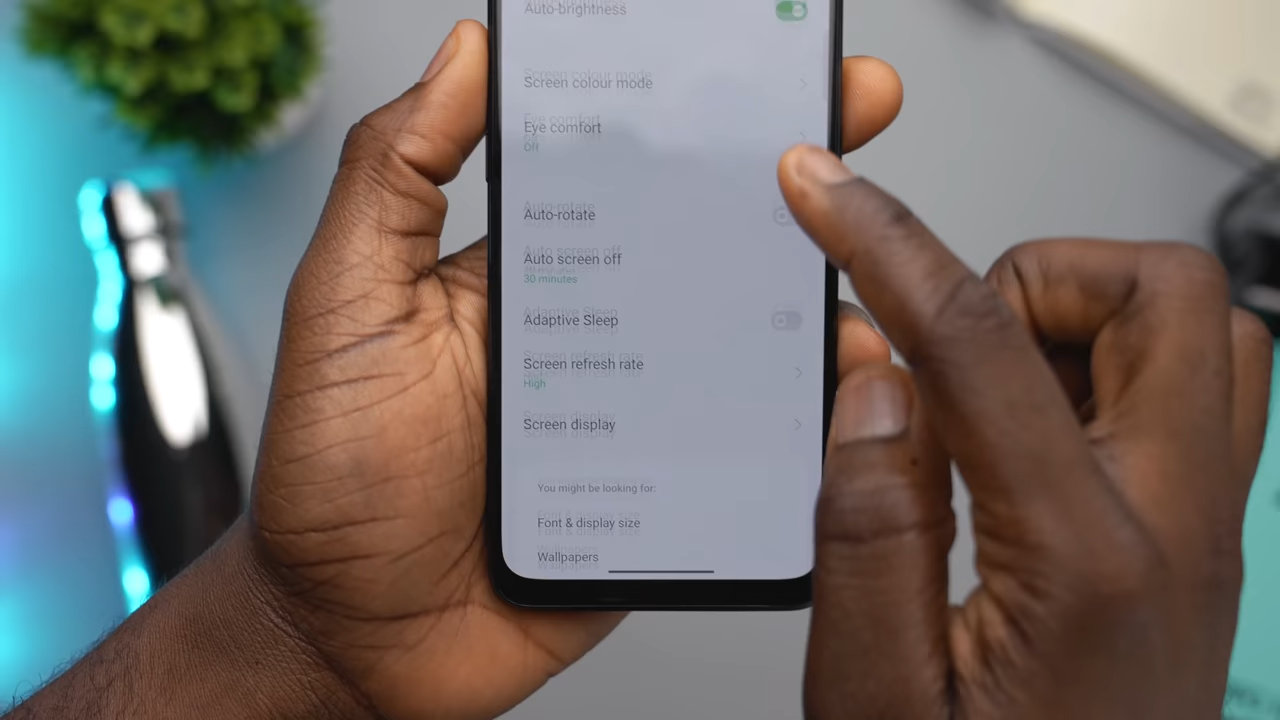 Auto-brightness
Screen colour mode
Eye comfort
Off
Auto-rotate
Auto screen off
30 minutes
Adaptive Sleep
Screen refresh rate
High
Screen display
You might be looking for:
Font & display size
Wallpapers